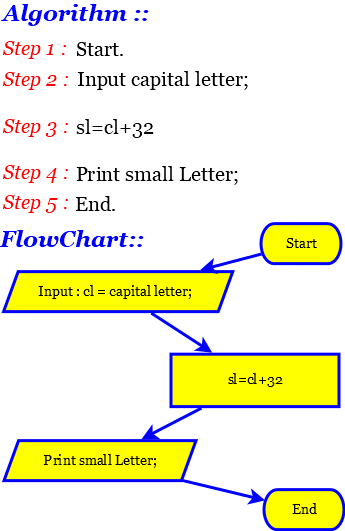 Algorithm ::
Step 1 : Start.
Step 2 : Input capital letter;
Step 3 : sl=cl+32
Step 4 : Print small Letter;
Step 5 : End.
FlowChart::
Start
Input : cl = capital letter;
sl=cl+32
Print small Letter;
End